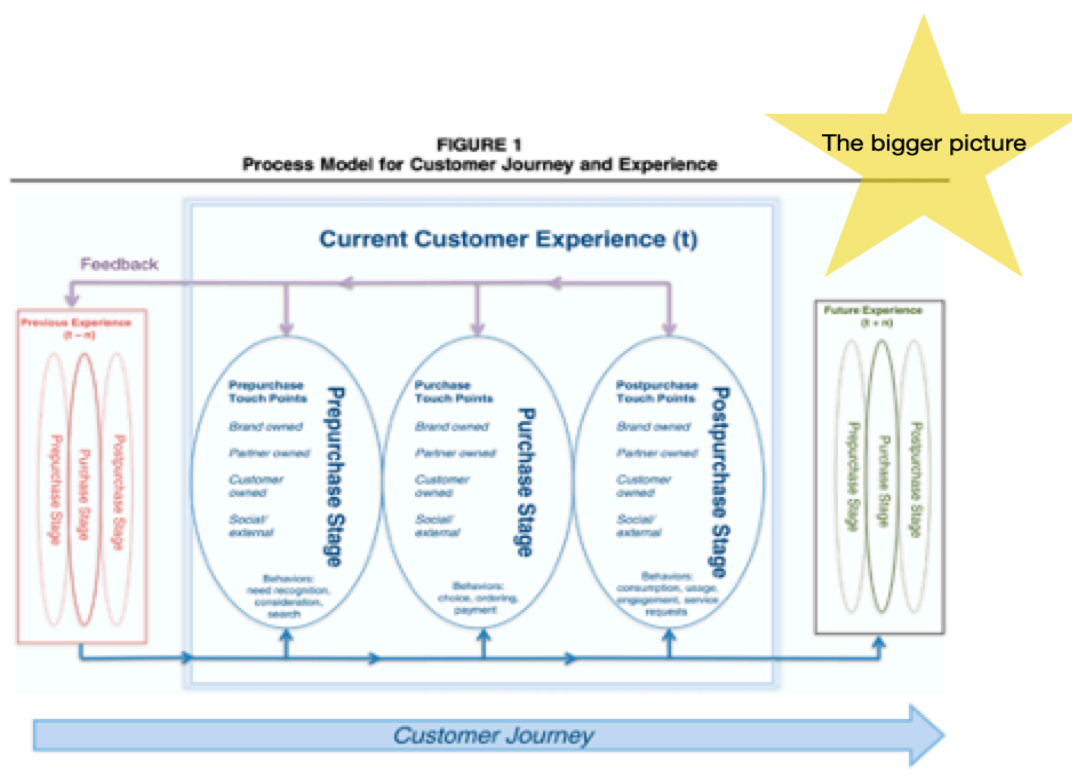 The bigger picture
FIGURE 1
Process Model for Customer Journey and Experience
Current Customer Experience (t)
Feedback
Previous Experience
(t – n)
Prepurchase Stage
Purchase Stage
Postpurchase Stage
Prepurchase
Touch Points
Brand owned
Partner owned
Customer
owned
Social/
external
Behaviors:
need recognition,
consideration,
search
Prepurchase Stage
Purchase
Touch Points
Brand owned
Partner owned
Customer
owned
Social/
external
Behaviors:
choice, ordering,
payment
Purchase Stage
Postpurchase
Touch Points
Brand owned
Partner owned
Customer
owned
Social/
external
Behaviors:
consumption, usage,
engagement, service
requests
Postpurchase Stage
Future Experience
(t + n)
Prepurchase Stage
Purchase Stage
Postpurchase Stage
Customer Journey